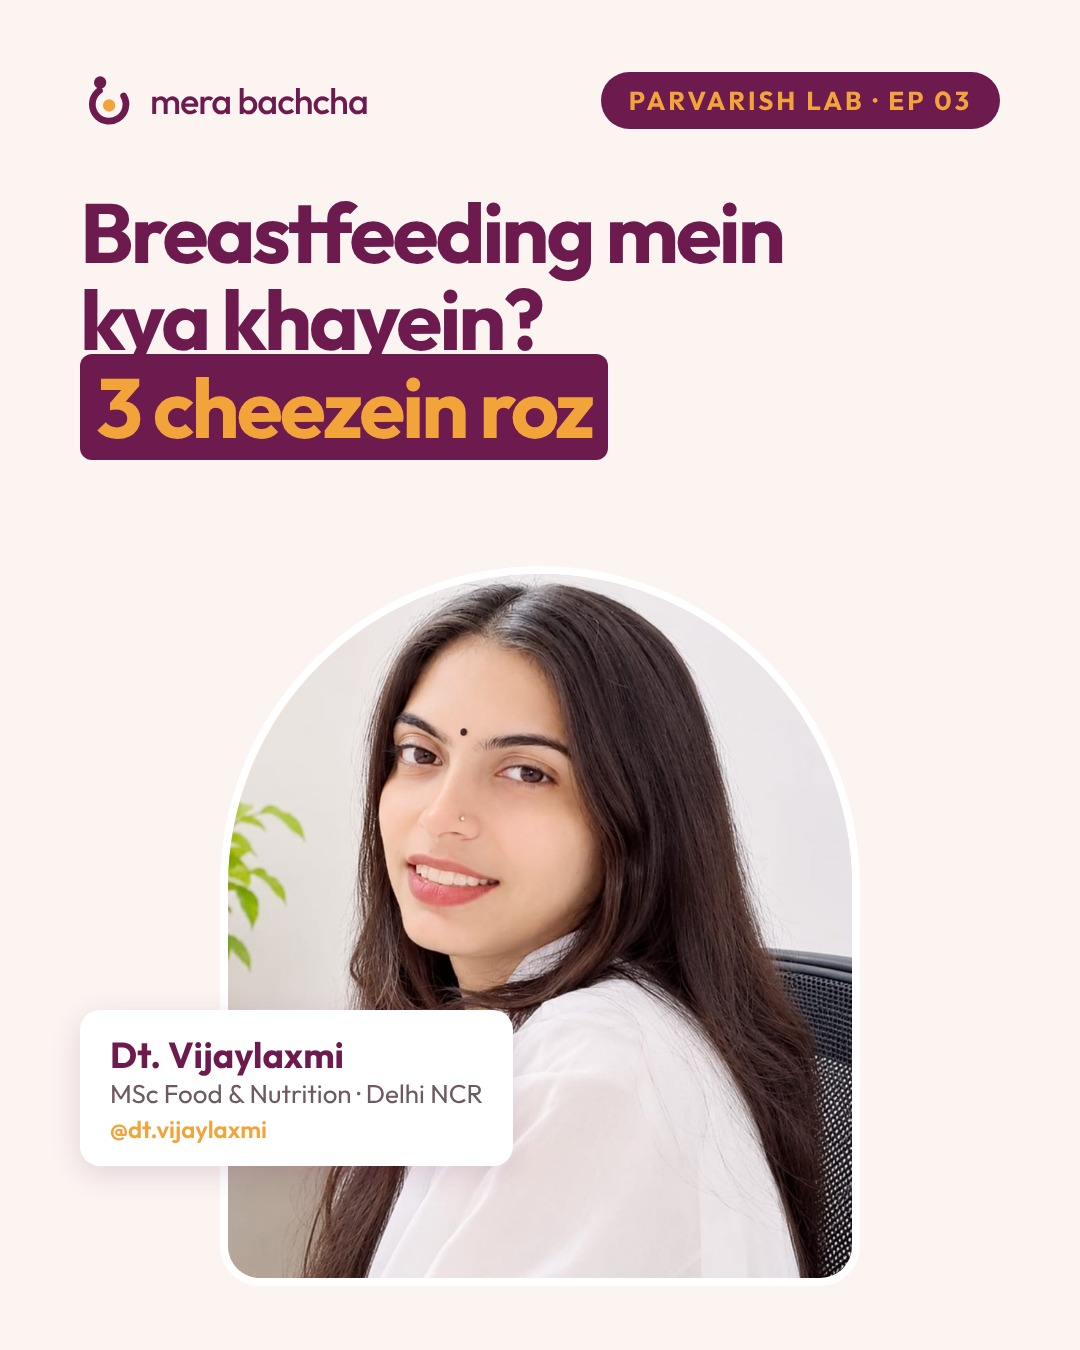 mera bachcha
PARVARISH LAB · EP 03
Breastfeeding mein
kya khayein?
3 cheezein roz
Dt. Vijaylaxmi
MSc Food & Nutrition · Delhi NCR
@dt.vijaylaxmi